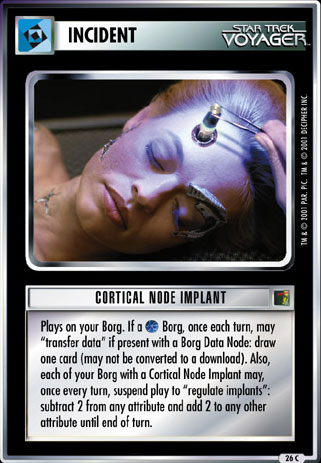 INCIDENT
STAR TREK
VOYAGER™
TM & © 2001 PAR. P.C. TM & © 2001 DECIPHER INC.
CORTICAL NODE IMPLANT
Plays on your Borg. If a Borg, once each turn, may
"transfer data" if present with a Borg Data Node: draw
one card (may not be converted to a download). Also,
each of your Borg with a Cortical Node Implant may,
once every turn, suspend play to "regulate implants":
subtract 2 from any attribute and add 2 to any other
attribute until end of turn.
26 C